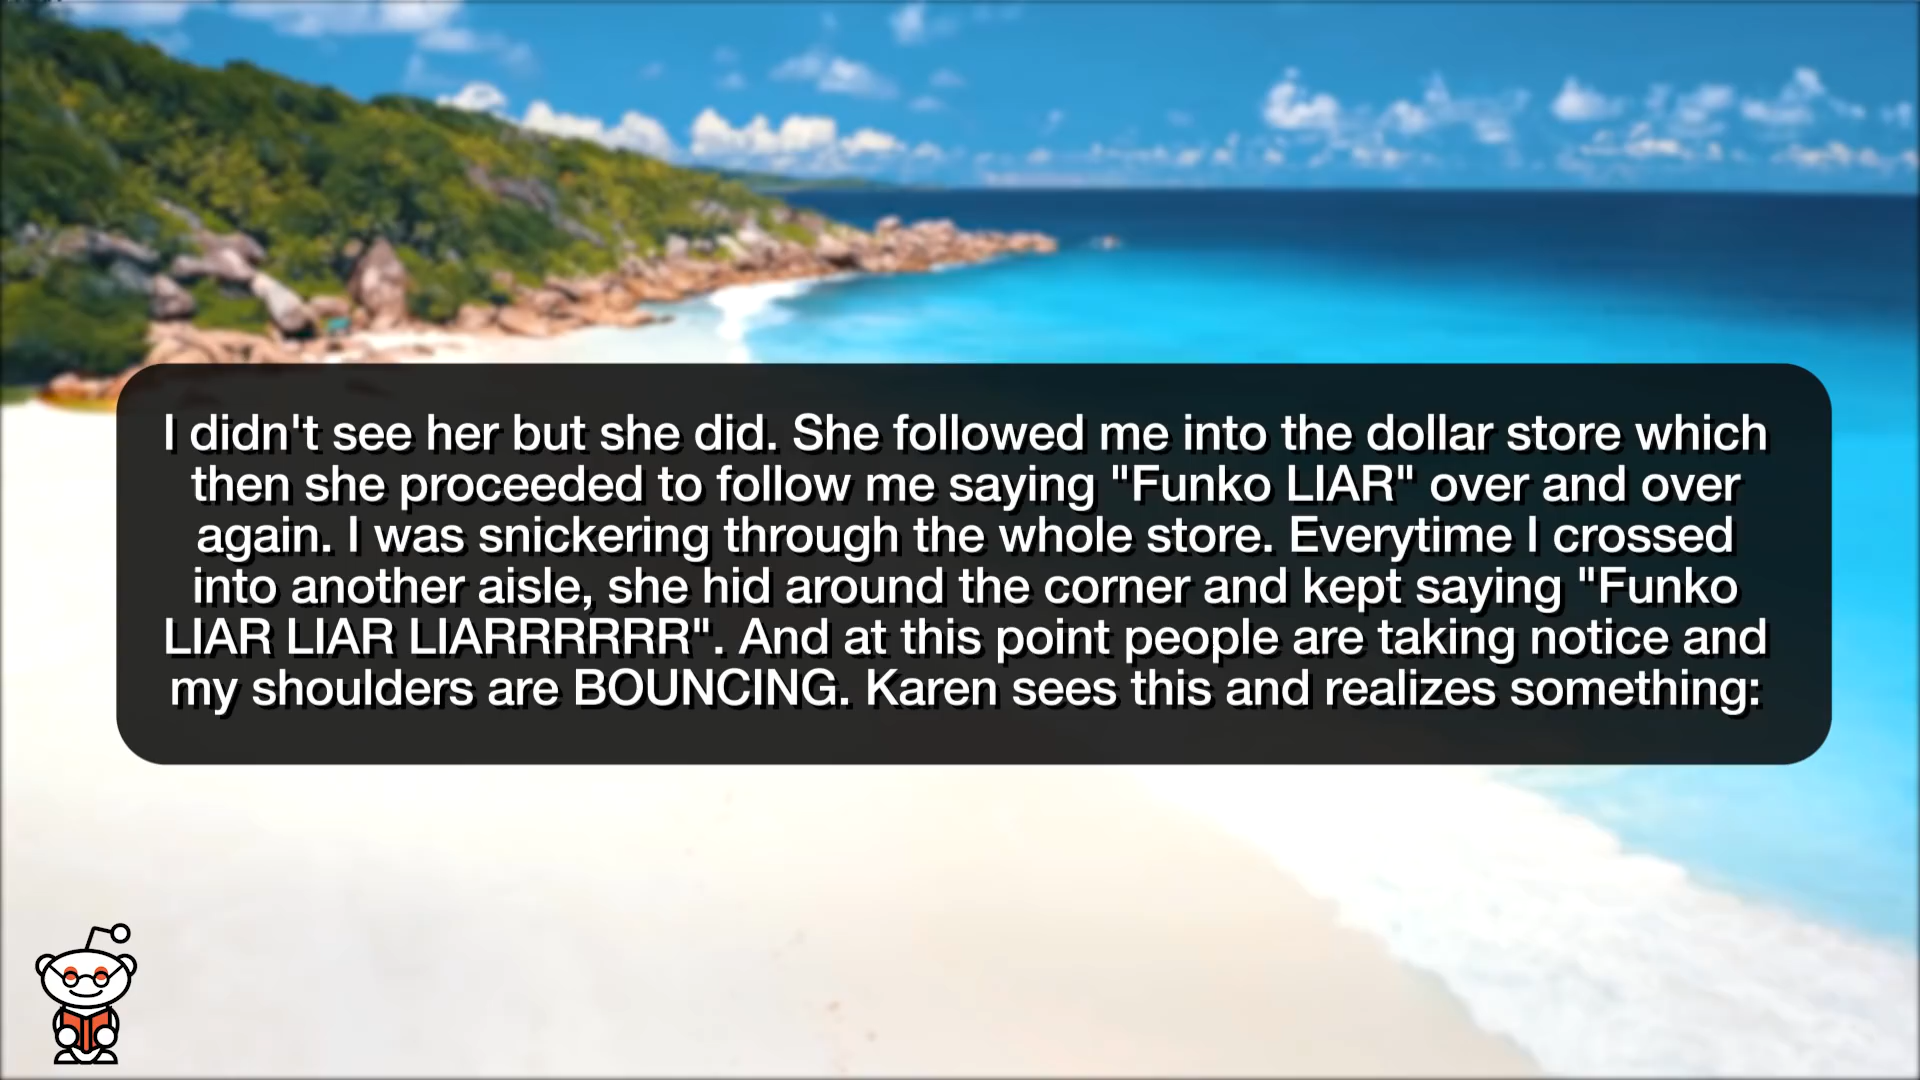 I didn't see her but she did. She followed me into the dollar store which
then she proceeded to follow me saying "Funko LIAR" over and over
again. I was snickering through the whole store. Everytime I crossed
into another aisle, she hid around the corner and kept saying "Funko
LIAR LIAR LIARRRRRR". And at this point people are taking notice and
my shoulders are BOUNCING. Karen sees this and realizes something: